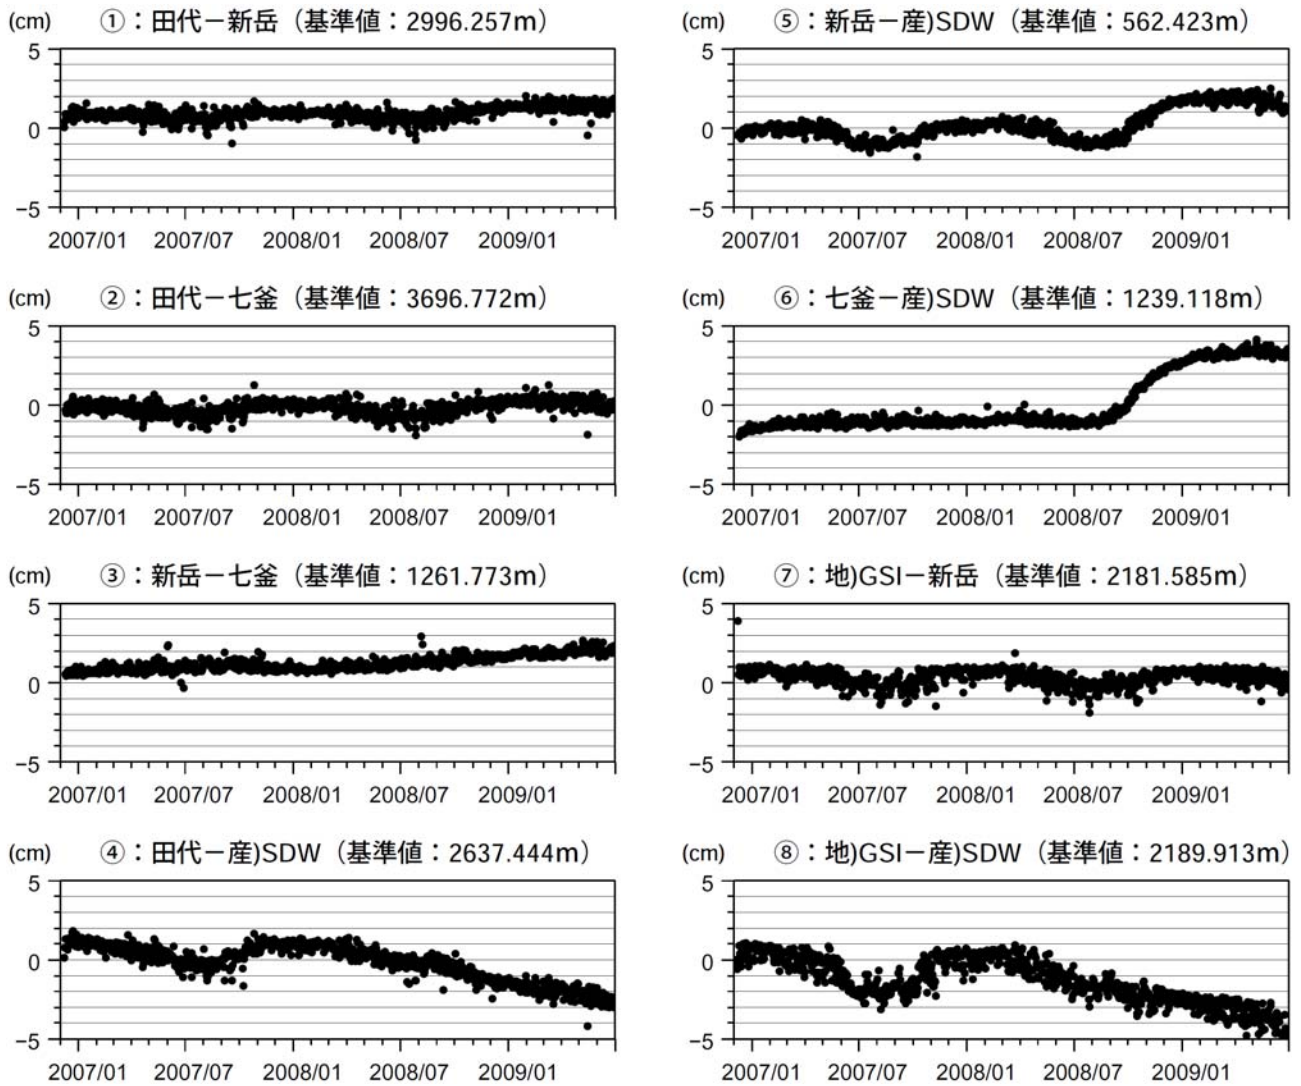 (cm) ①：田代－新岳（基準値：2996.257m）
5
0
−5
2007/01 2007/07 2008/01 2008/07 2009/01
(cm) ②：田代－七釜（基準値：3696.772m）
5
0
−5
2007/01 2007/07 2008/01 2008/07 2009/01
(cm) ③：新岳－七釜（基準値：1261.773m）
5
0
−5
2007/01 2007/07 2008/01 2008/07 2009/01
(cm) ④：田代－産)SDW（基準値：2637.444m）
5
0
−5
2007/01 2007/07 2008/01 2008/07 2009/01
(cm) ⑤：新岳－産)SDW（基準値：562.423m）
5
0
−5
2007/01 2007/07 2008/01 2008/07 2009/01
(cm) ⑥：七釜－産)SDW（基準値：1239.118m）
5
0
−5
2007/01 2007/07 2008/01 2008/07 2009/01
(cm) ⑦：地)GSI－新岳（基準値：2181.585m）
5
0
−5
2007/01 2007/07 2008/01 2008/07 2009/01
(cm) ⑧：地)GSI－産)SDW（基準値：2189.913m）
5
0
−5
2007/01 2007/07 2008/01 2008/07 2009/01